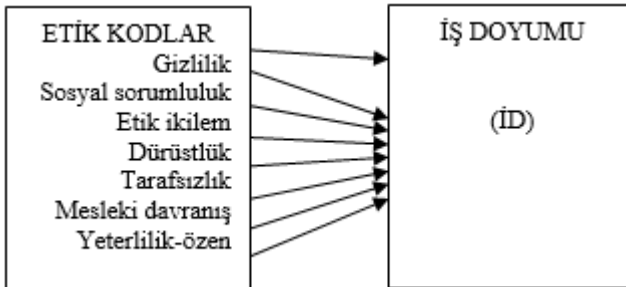 ETİK KODLAR
Gizlilik
Sosyal sorumluluk
Etik ikilem
Dürüstlük
Tarafsızlık
Mesleki davranış
Yeterlilik-özen
İŞ DOYUMU
(İD)